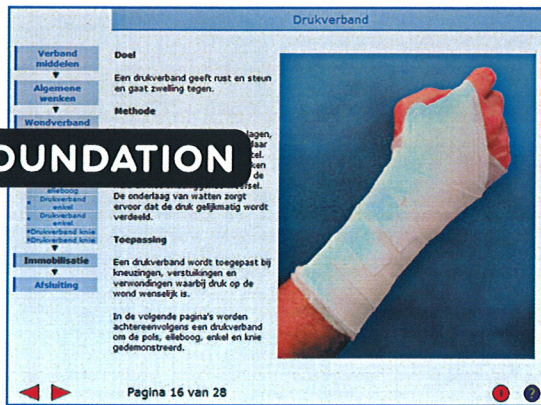 Drukverband
Verband
middelen
Algemene
wenken
Wondverband
OUNDATION
elleboog
Drukverband
enkel
Drukverband
enkel
Drukverband knie
Drukverband knie
Immobilisatie
Afsluiting
Doel
Een drukverband geeft rust en steun
en gaat zwelling tegen.
Methode
lagen,
De onderlaag van watten zorgt
ervoor dat de druk gelijkmatig wordt
verdeeld.
Toepassing
Een drukverband wordt toegepast bij
kneuzingen, verstuikingen en
verwondingen waarbij druk op de
wond wenselijk is.
In de volgende pagina's worden
achtereenvolgens een drukverband
om de pols, elleboog, enkel en knie
gedemonstreerd.
Pagina 16 van 28
?